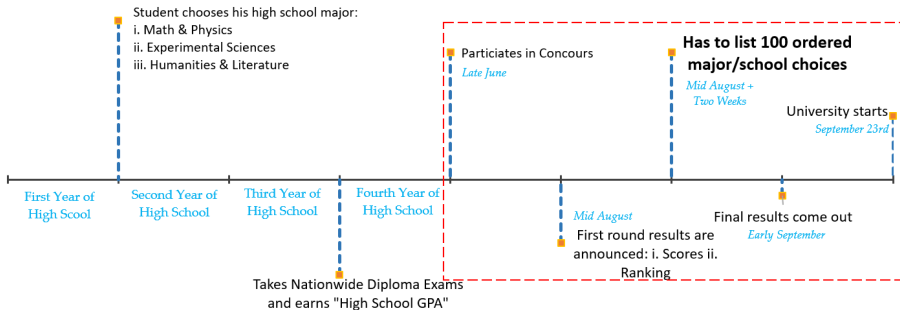 Student chooses his high school major:
i. Math & Physics
ii. Experimental Sciences
iii. Humanities & Literature
Particiates in Concours
Late June
Has to list 100 ordered
major/school choices
Mid August +
Two Weeks
University starts
September 23rd
First Year of
High Scool
Second Year of
High School
Third Year of
High School
Fourth Year of
High School
Mid August
First round results are
announced: i. Scores ii.
Ranking
Final results come out
Early September
Takes Nationwide Diploma Exams
and earns "High School GPA"